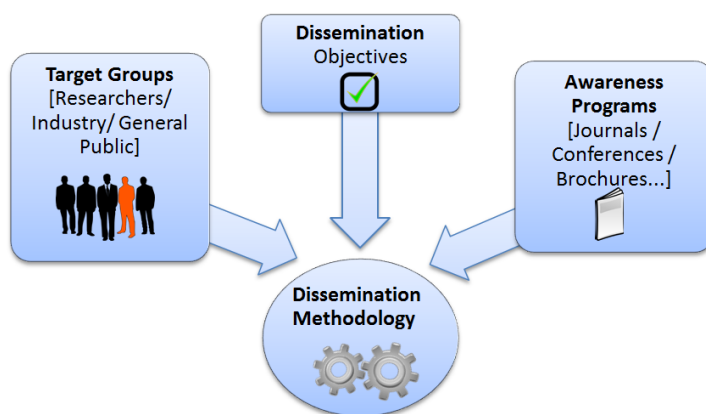 Target Groups
[Researchers/
Industry/ General
Public]
Dissemination
Objectives
Awareness
Programs
[Journals /
Conferences /
Brochures...]
Dissemination
Methodology